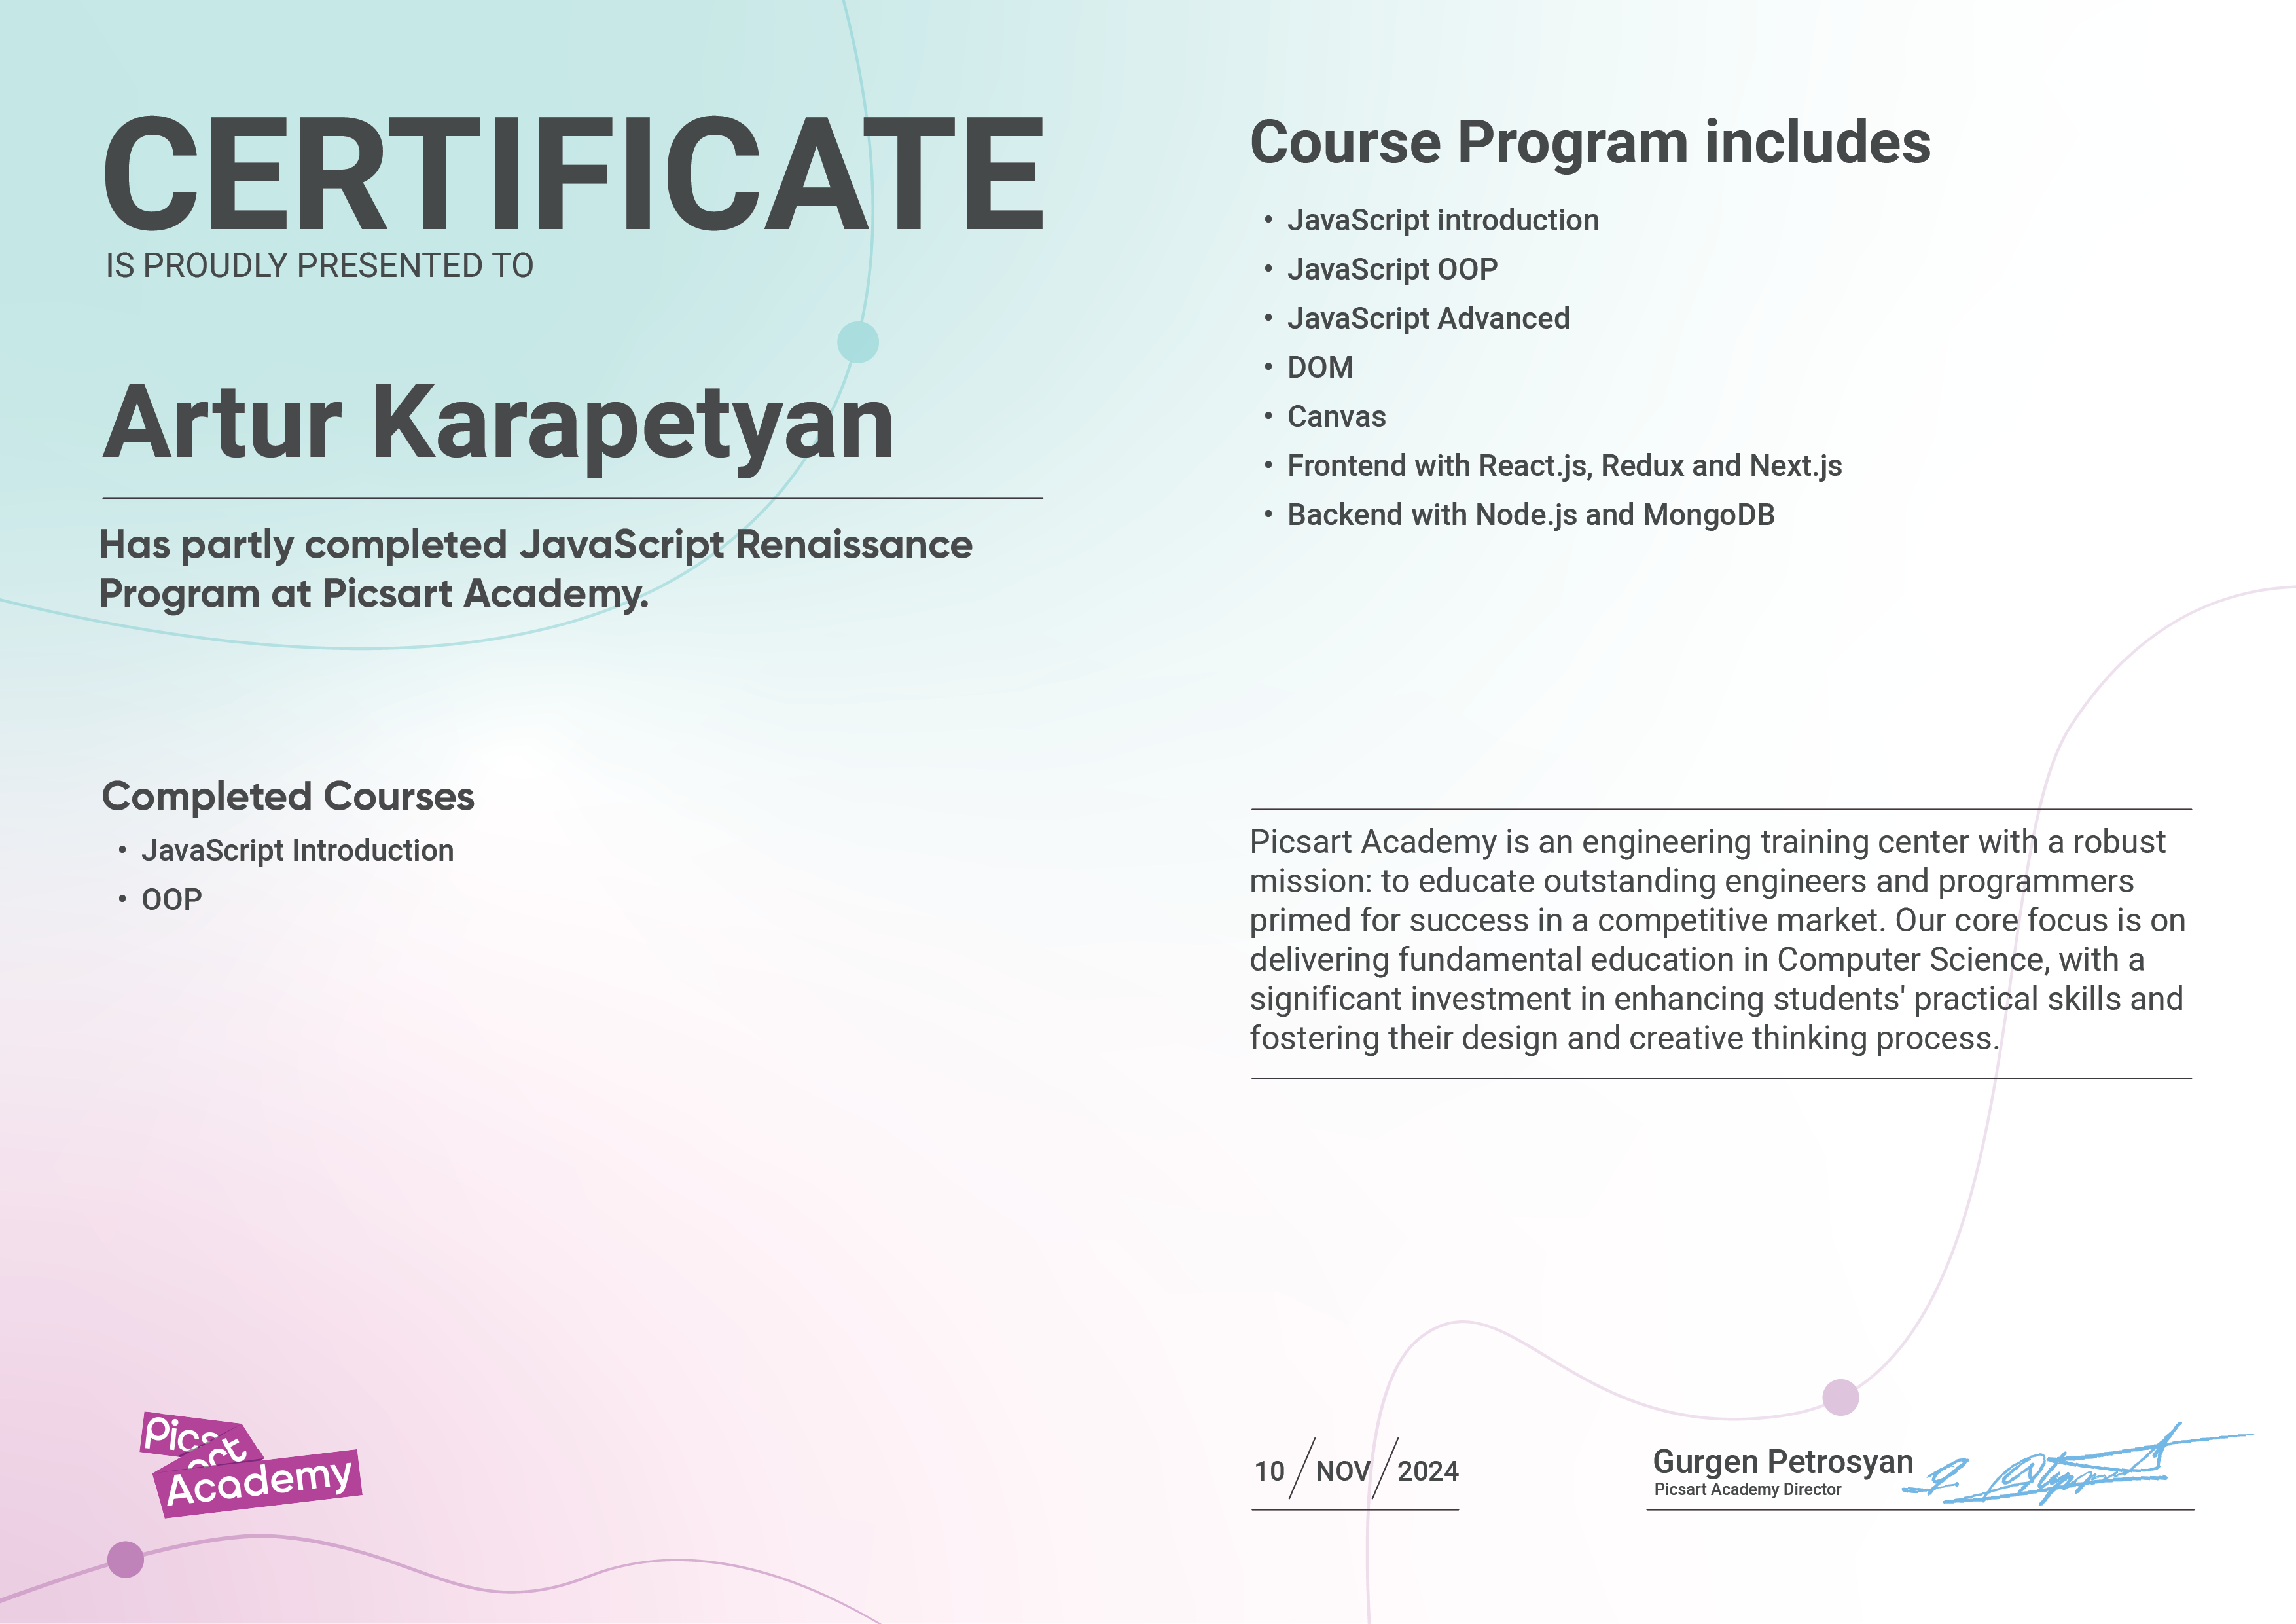 CERTIFICATE
IS PROUDLY PRESENTED TO
Artur Karapetyan
Has partly completed JavaScript Renaissance
Program at Picsart Academy.
Completed Courses
• JavaScript Introduction
• OOP
Pics
art
Academy
Course Program includes
• JavaScript introduction
• JavaScript OOP
• JavaScript Advanced
• DOM
• Canvas
• Frontend with React.js, Redux and Next.js
• Backend with Node.js and MongoDB
Picsart Academy is an engineering training center with a robust
mission: to educate outstanding engineers and programmers
primed for success in a competitive market. Our core focus is on
delivering fundamental education in Computer Science, with a
significant investment in enhancing students' practical skills and
fostering their design and creative thinking process.
10 / NOV / 2024
Gurgen Petrosyan
Picsart Academy Director